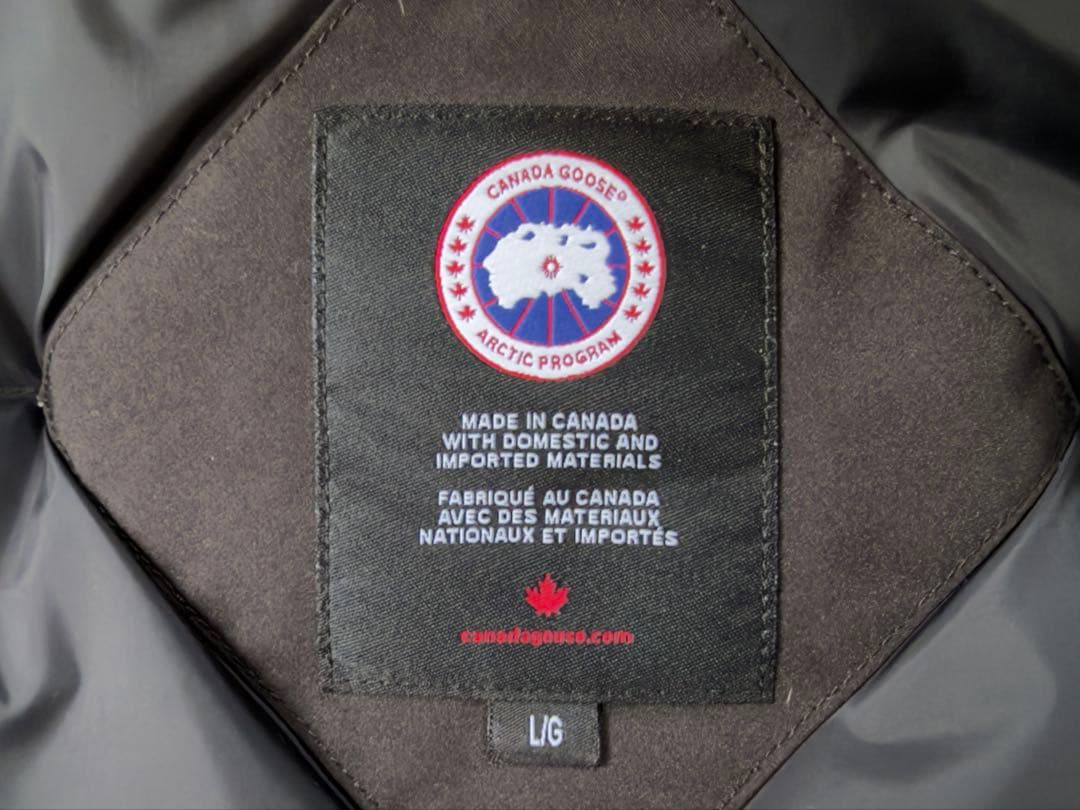 CANADA GOOSE®
ARCTIC PROGRAM
MADE IN CANADA
WITH DOMESTIC AND
IMPORTED MATERIALS
FABRIQUÉ AU CANADA
AVEC DES MATERIAUX
NATIONAUX ET IMPORTÉS
canadagouse.com
L/G